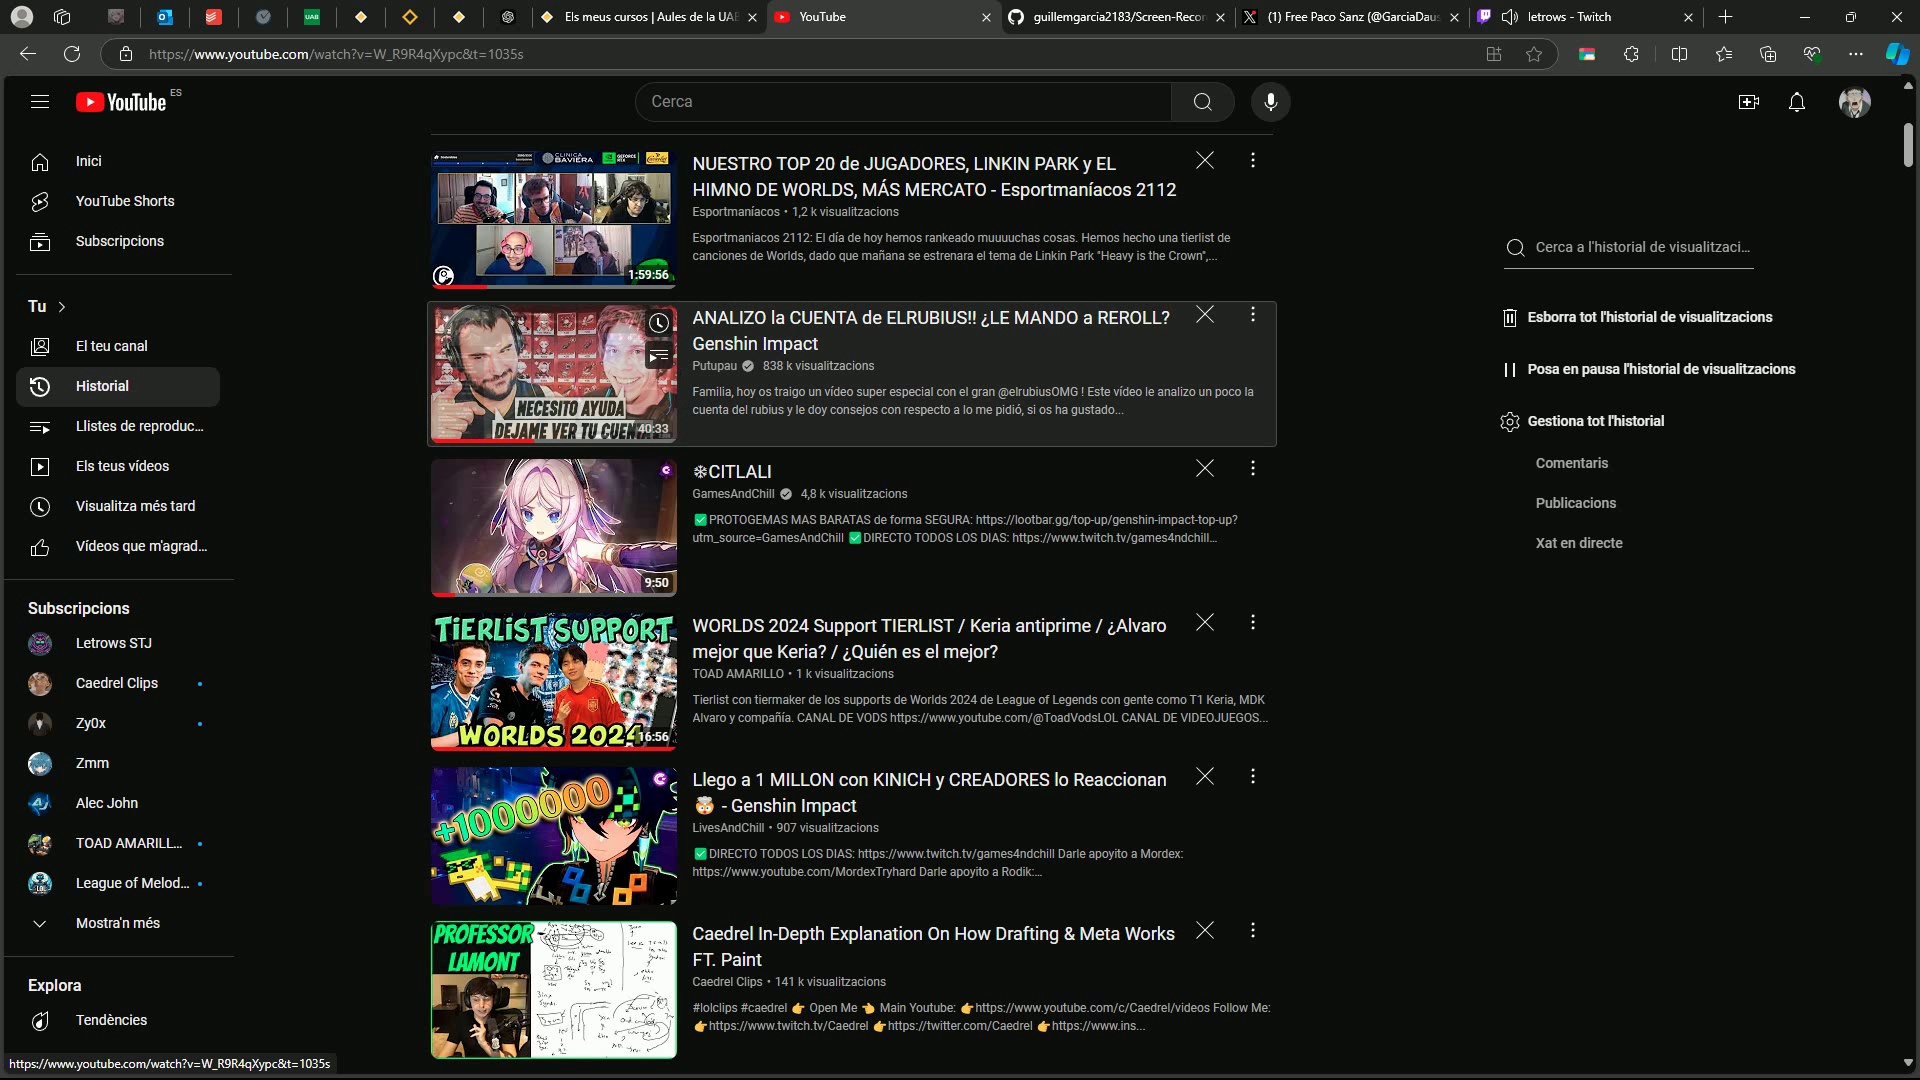 UAB
Els meus cursos | Aules de la UAB
YouTube
guillemgarcia2183/Screen-Recor
(1) Free Paco Sanz (@GarciaDaus
letrows - Twitch
https://www.youtube.com/watch?v=W_R9R4qXypc&t=1035s
YouTube
ES
Cerca
Inici
YouTube Shorts
Subscripcions
Tu
El teu canal
Historial
Llistes de reproduc...
Els teus vídeos
Visualitza més tard
Vídeos que m'agrad...
Subscripcions
Letrows STJ
Caedrel Clips
Zy0x
Zmm
Alec John
TOAD AMARILL...
League of Melod...
Mostra'n més
Explora
Tendències
https://www.youtube.com/watch?v=W_R9R4qXypc&t=1035s
CLINICA
BAVIERA
1:59:56
NUESTRO TOP 20 de JUGADORES, LINKIN PARK y EL
HIMNO DE WORLDS, MÁS MERCATO - Esportmaníacos 2112
Esportmaníacos • 1,2 k visualitzacions
Esportmaniacos 2112: El día de hoy hemos rankeado muuuuchas cosas. Hemos hecho una tierlist de
canciones de Worlds, dado que mañana se estrenara el tema de Linkin Park "Heavy is the Crown",...
NECESITO AYUDA
DEJAME VER TU CUENTA
40:33
ANALIZO la CUENTA de ELRUBIUS!! ¿LE MANDO a REROLL?
Genshin Impact
Putupau 838 k visualitzacions
Familia, hoy os traigo un vídeo super especial con el gran @elrubiusOMG ! Este vídeo le analizo un poco la
cuenta del rubius y le doy consejos con respecto a lo me pidió, si os ha gustado...
9:50
❄CITLALI
GamesAndChill 4,8 k visualitzacions
✅PROTOGEMAS MAS BARATAS de forma SEGURA: https://lootbar.gg/top-up/genshin-impact-top-up?
utm_source=GamesAndChill ✅DIRECTO TODOS LOS DIAS: https://www.twitch.tv/games4ndchill...
TIERLIST SUPPORT
WORLDS 2024
16:56
WORLDS 2024 Support TIERLIST / Keria antiprime / ¿Alvaro
mejor que Keria? / ¿Quién es el mejor?
TOAD AMARILLO • 1 k visualitzacions
Tierlist con tiermaker de los supports de Worlds 2024 de League of Legends con gente como T1 Keria, MDK
Alvaro y compañía. CANAL DE VODS https://www.youtube.com/@ToadVodsLOL CANAL DE VIDEOJUEGOS...
+1000000
Llego a 1 MILLON con KINICH y CREADORES lo Reaccionan
🤯 - Genshin Impact
LivesAndChill • 907 visualitzacions
✅DIRECTO TODOS LOS DIAS: https://www.twitch.tv/games4ndchill Darle apoyito a Mordex:
https://www.youtube.com/MordexTryhard Darle apoyito a Rodik:...
PROFESSOR
LAMONT
Caedrel In-Depth Explanation On How Drafting & Meta Works
FT. Paint
Caedrel Clips • 141 k visualitzacions
#lolclips #caedrel 👉 Open Me 👈 Main Youtube: 👉https://www.youtube.com/c/Caedrel/videos Follow Me:
👉https://www.twitch.tv/Caedrel 👉https://twitter.com/Caedrel 👉https://www.ins...
Cerca a l'historial de visualitzaci...
Esborra tot l'historial de visualitzacions
Posa en pausa l'historial de visualitzacions
Gestiona tot l'historial
Comentaris
Publicacions
Xat en directe